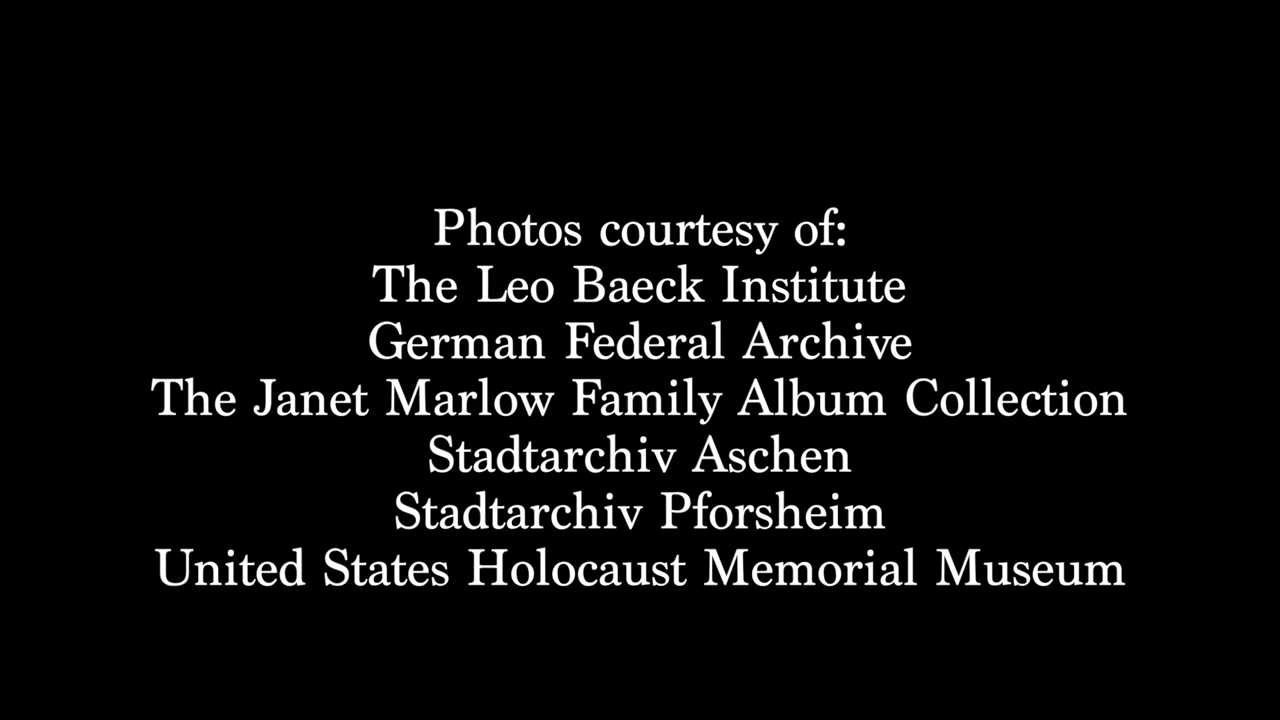 Photos courtesy of:
The Leo Baeck Institute
German Federal Archive
The Janet Marlow Family Album Collection
Stadtarchiv Aschen
Stadtarchiv Pforsheim
United States Holocaust Memorial Museum